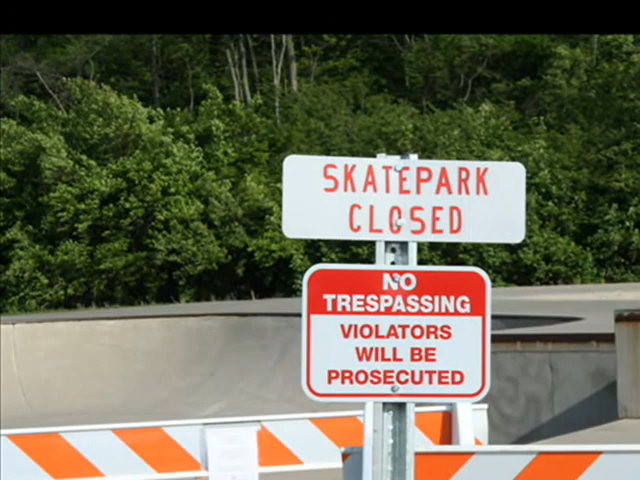 SKATEPARK
CLOSED
NO
TRESPASSING
VIOLATORS
WILL BE
PROSECUTED